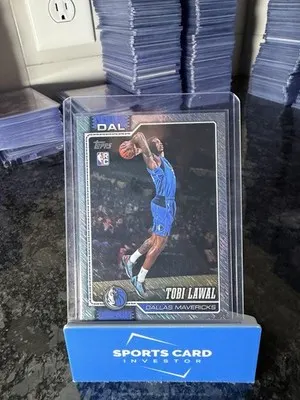 DAL
TOPPS
RC
TOBI LAWAL
DALLAS MAVERICKS
SPORTS CARD
INVESTOR